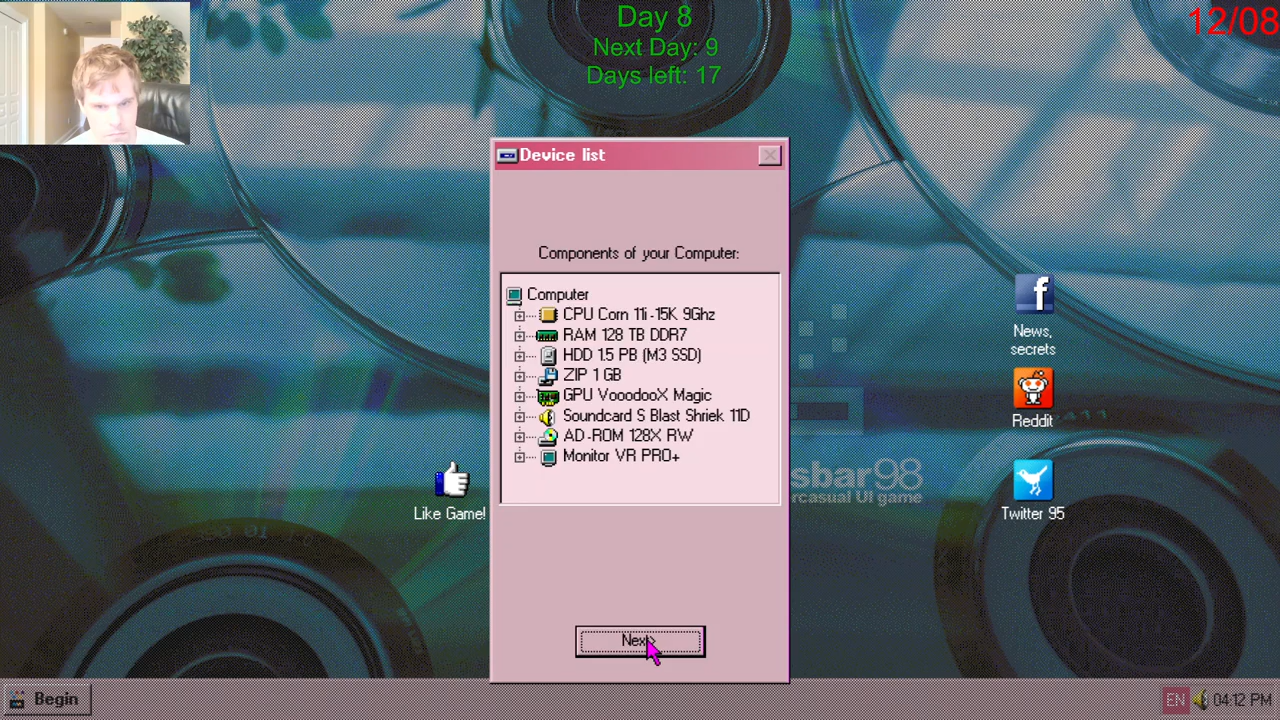 Day 8
Next Day: 9
Days left: 17
12/08
Device list
Components of your Computer:
Computer
CPU Corn 11i-15K 9Ghz
RAM 128 TB DDR7
HDD 1.5 PB (M3 SSD)
ZIP 1 GB
GPU VooodooX Magic
Soundcard S Blast Shriek 11D
AD-ROM 128X RW
Monitor VR PRO+
Next
News,
secrets
Reddit
Like Game!
sbar98
rcasual UI game
Twitter 95
Begin
EN
04:12 PM